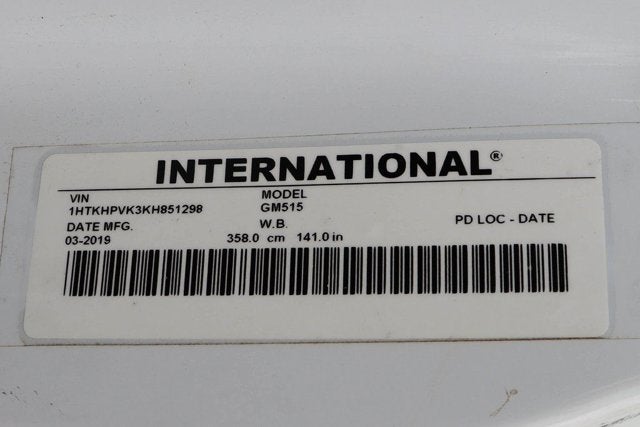 INTERNATIONAL®
VIN MODEL
1HTKHPVK3KH851298 GM515
DATE MFG. W.B. PD LOC - DATE
03-2019 358.0 cm 141.0 in